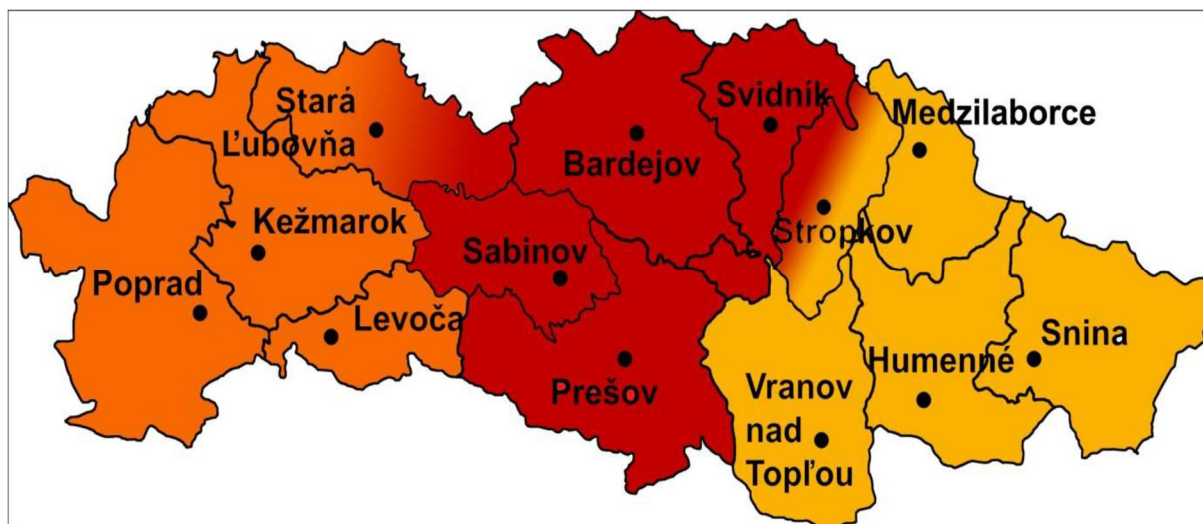 Stará
Ľubovňa
Svidník
Medzilaborce
Bardejov
Kežmarok
Sabinov
Stropkov
Poprad
Levoča
Prešov
Vranov
nad
Topľou
Humenné
Snina